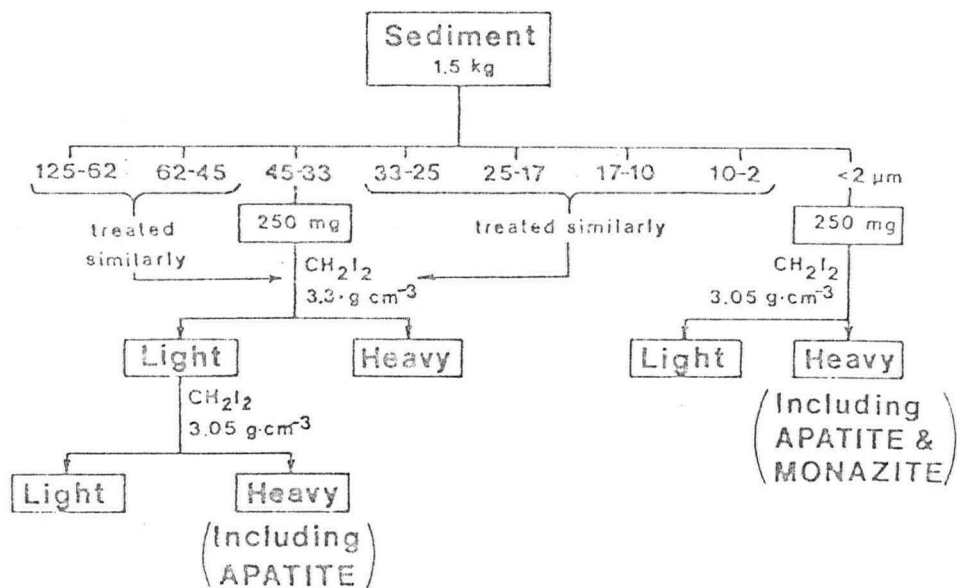 Sediment
1.5 kg
125-62 62-45 45-33 33-25 25-17 17-10 10-2 <2 µm
treated
similarly
250 mg
treated similarly
250 mg
CH₂I₂
3.3·g cm⁻³
CH₂I₂
3.05 g·cm⁻³
Light
Heavy
Light
Heavy
CH₂I₂
3.05 g·cm⁻³
(Including
APATITE &
MONAZITE)
Light
Heavy
(Including
APATITE)